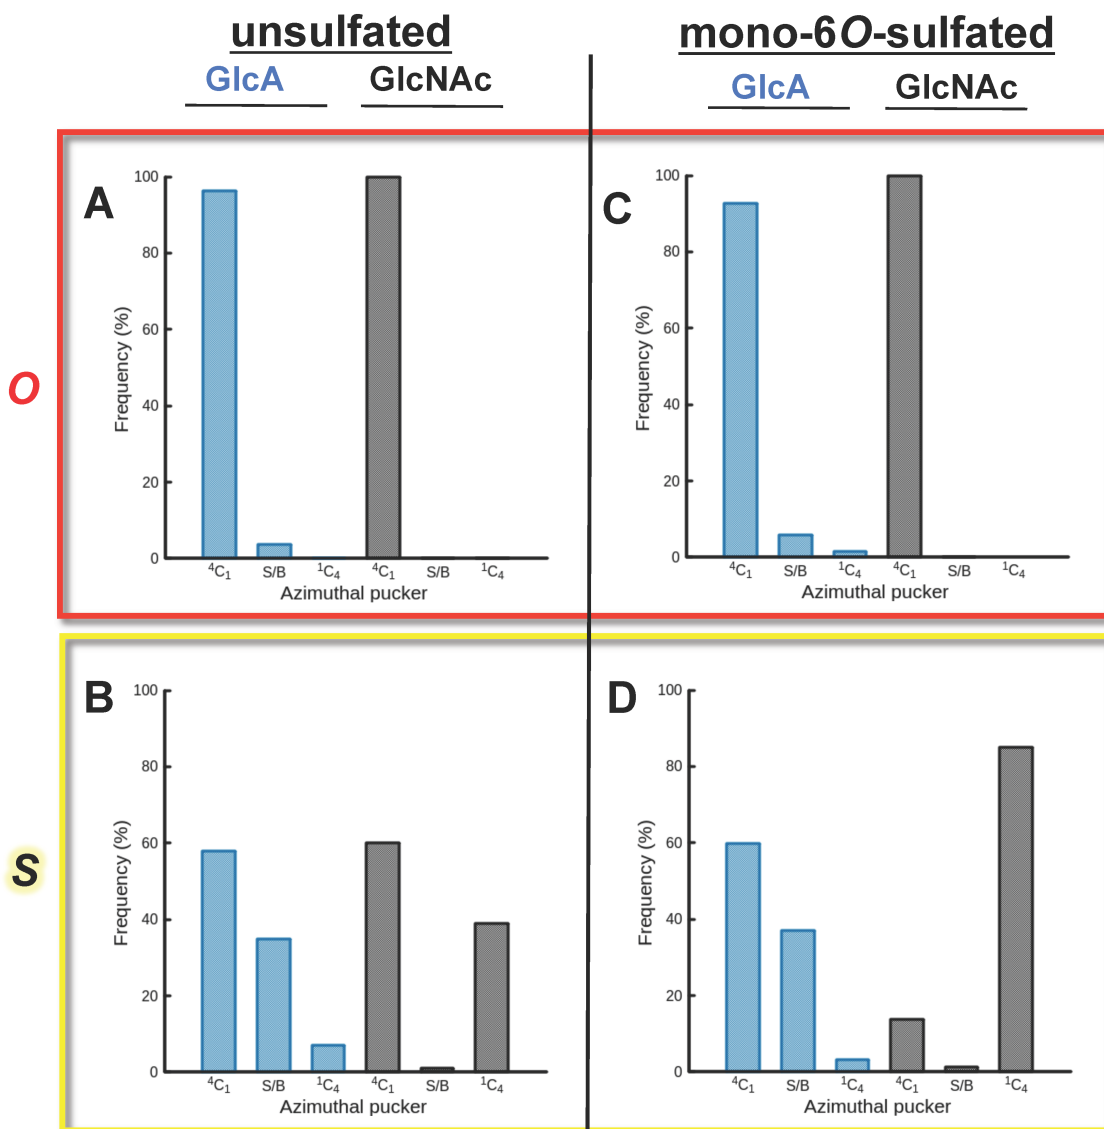 unsulfated
mono-6O-sulfated
GlcA
GlcNAc
GlcA
GlcNAc
O
A
Frequency (%)
100
80
60
40
20
0
⁴C₁ S/B ¹C₄ ⁴C₁ S/B ¹C₄
Azimuthal pucker
C
Frequency (%)
100
80
60
40
20
0
⁴C₁ S/B ¹C₄ ⁴C₁ S/B ¹C₄
Azimuthal pucker
S
B
Frequency (%)
100
80
60
40
20
0
⁴C₁ S/B ¹C₄ ⁴C₁ S/B ¹C₄
Azimuthal pucker
D
Frequency (%)
100
80
60
40
20
0
⁴C₁ S/B ¹C₄ ⁴C₁ S/B ¹C₄
Azimuthal pucker